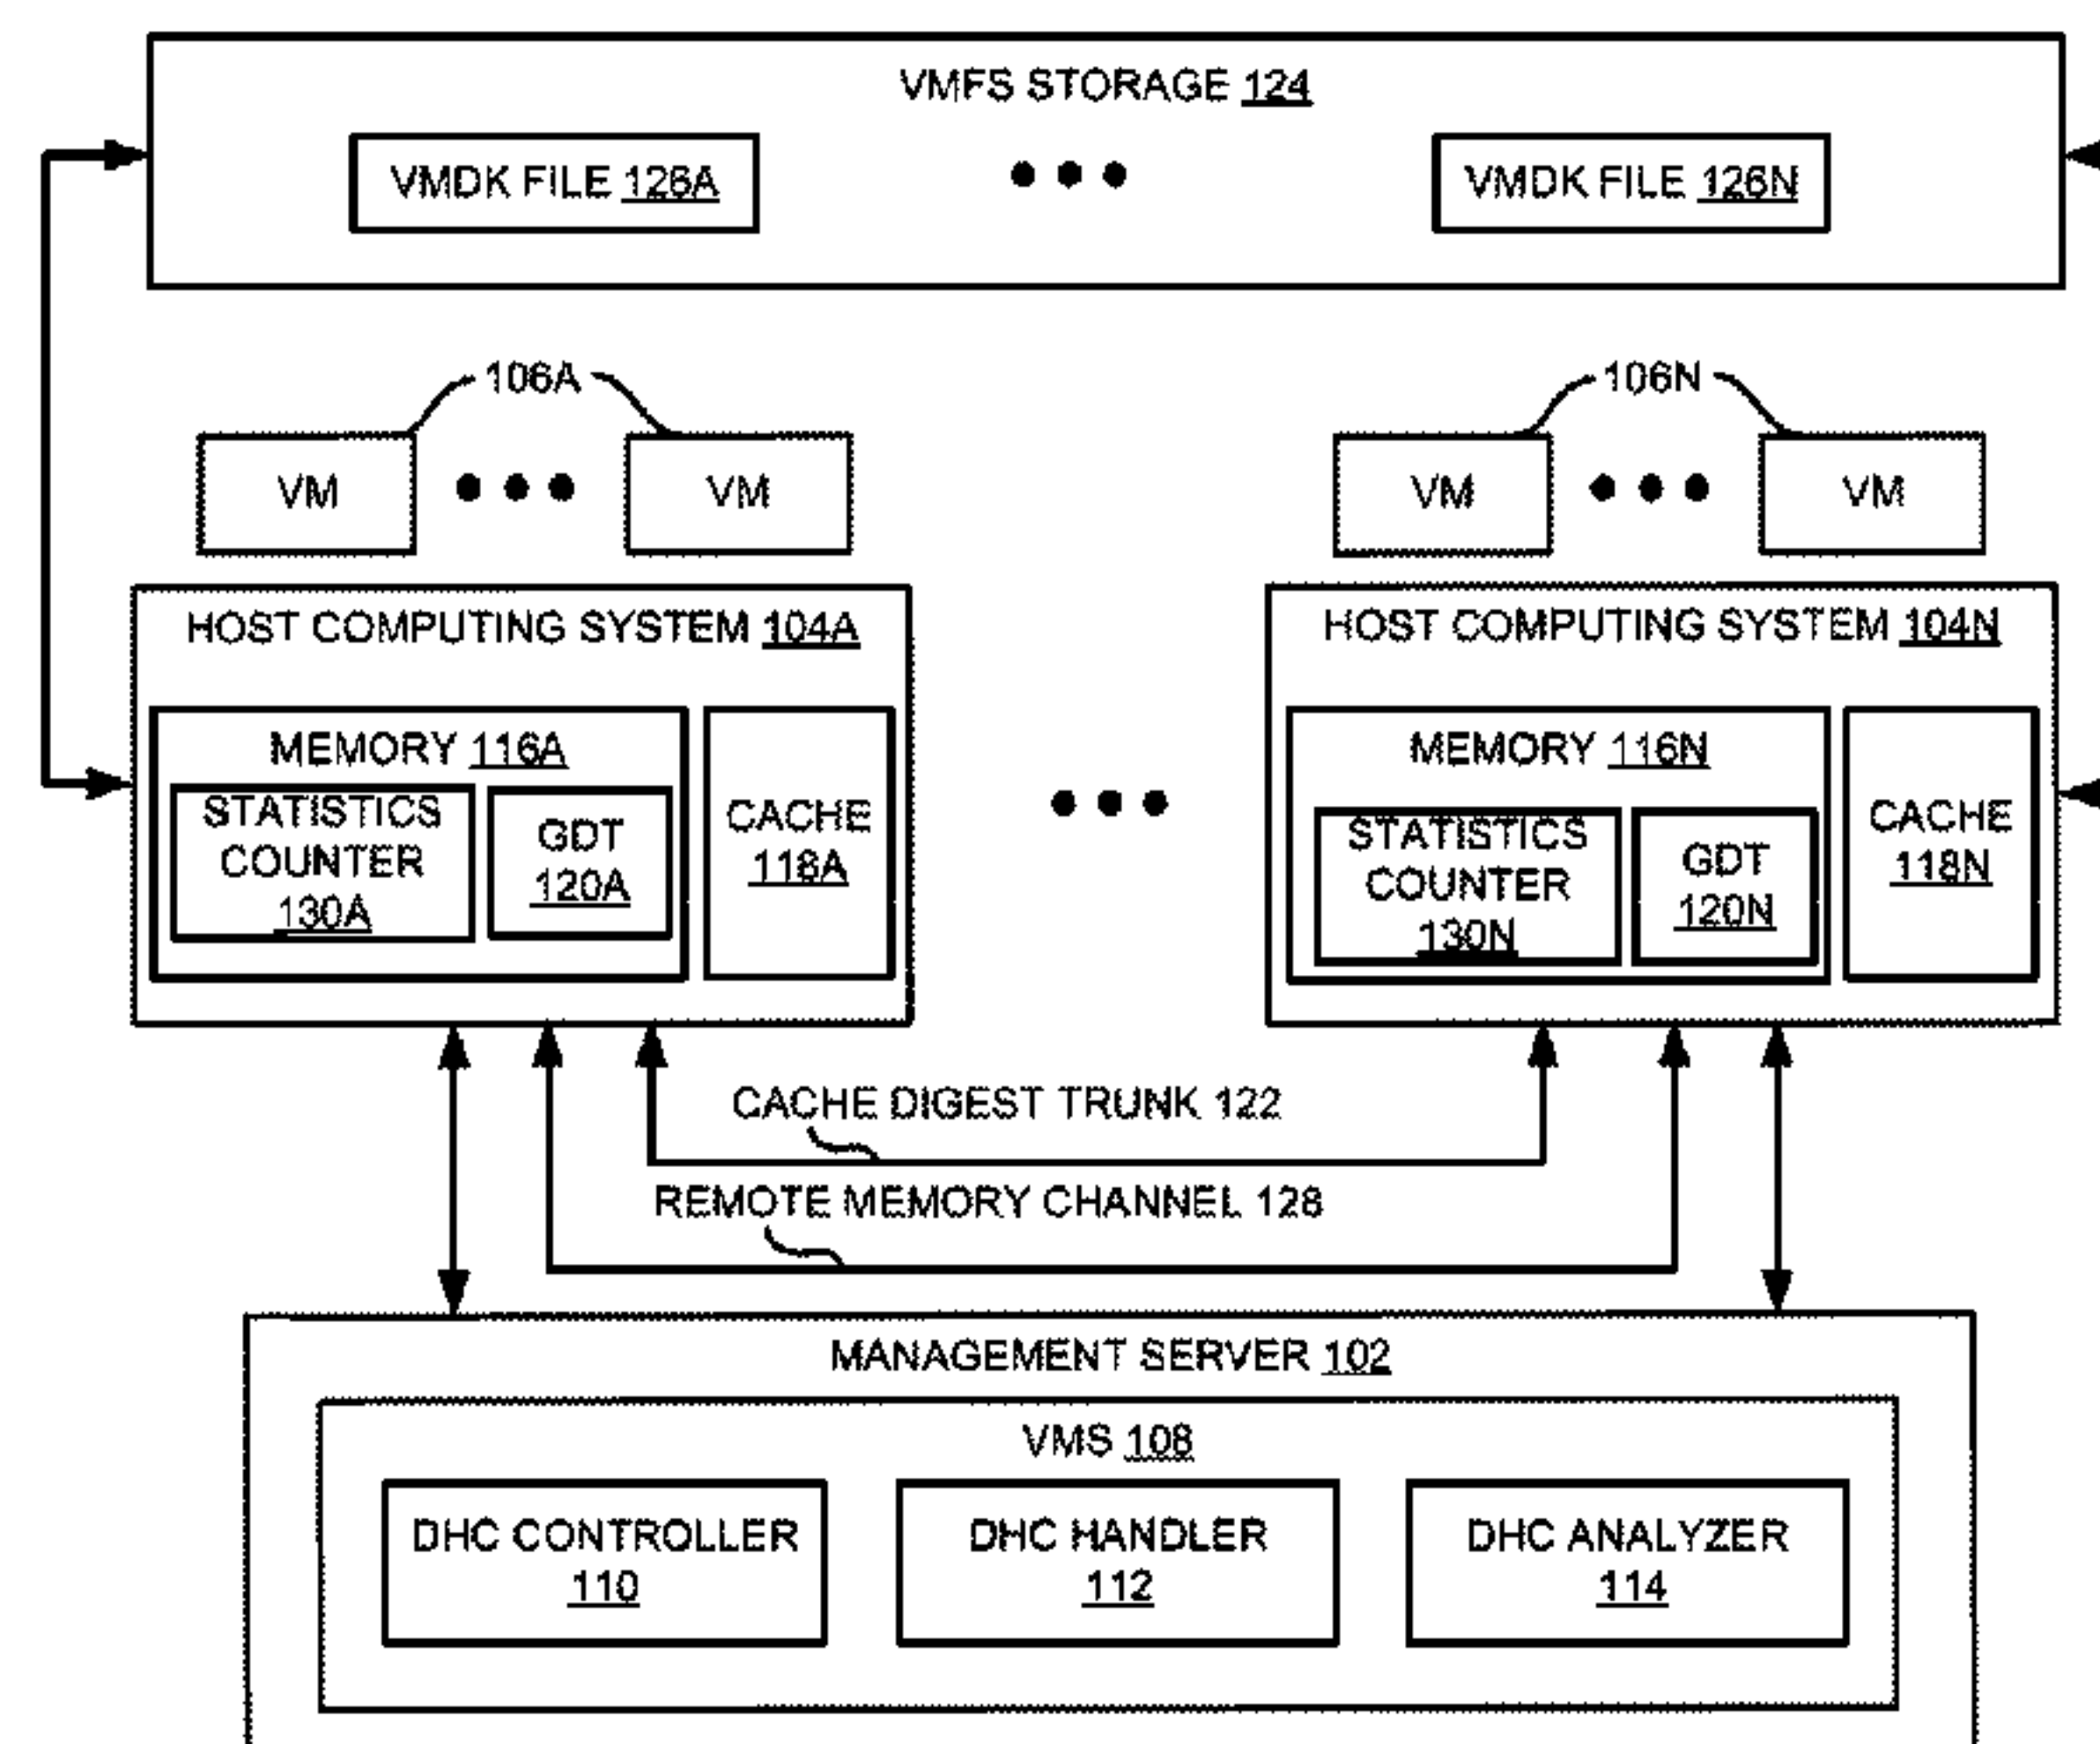 VMFS STORAGE 124
VMDK FILE 126A
VMDK FILE 126N
106A
106N
VM
VM
VM
VM
HOST COMPUTING SYSTEM 104A
HOST COMPUTING SYSTEM 104N
MEMORY 116A
STATISTICS
COUNTER
130A
GDT
120A
CACHE
118A
MEMORY 116N
STATISTICS
COUNTER
130N
GDT
120N
CACHE
118N
CACHE DIGEST TRUNK 122
REMOTE MEMORY CHANNEL 128
MANAGEMENT SERVER 102
VMS 108
DHC CONTROLLER
110
DHC HANDLER
112
DHC ANALYZER
114